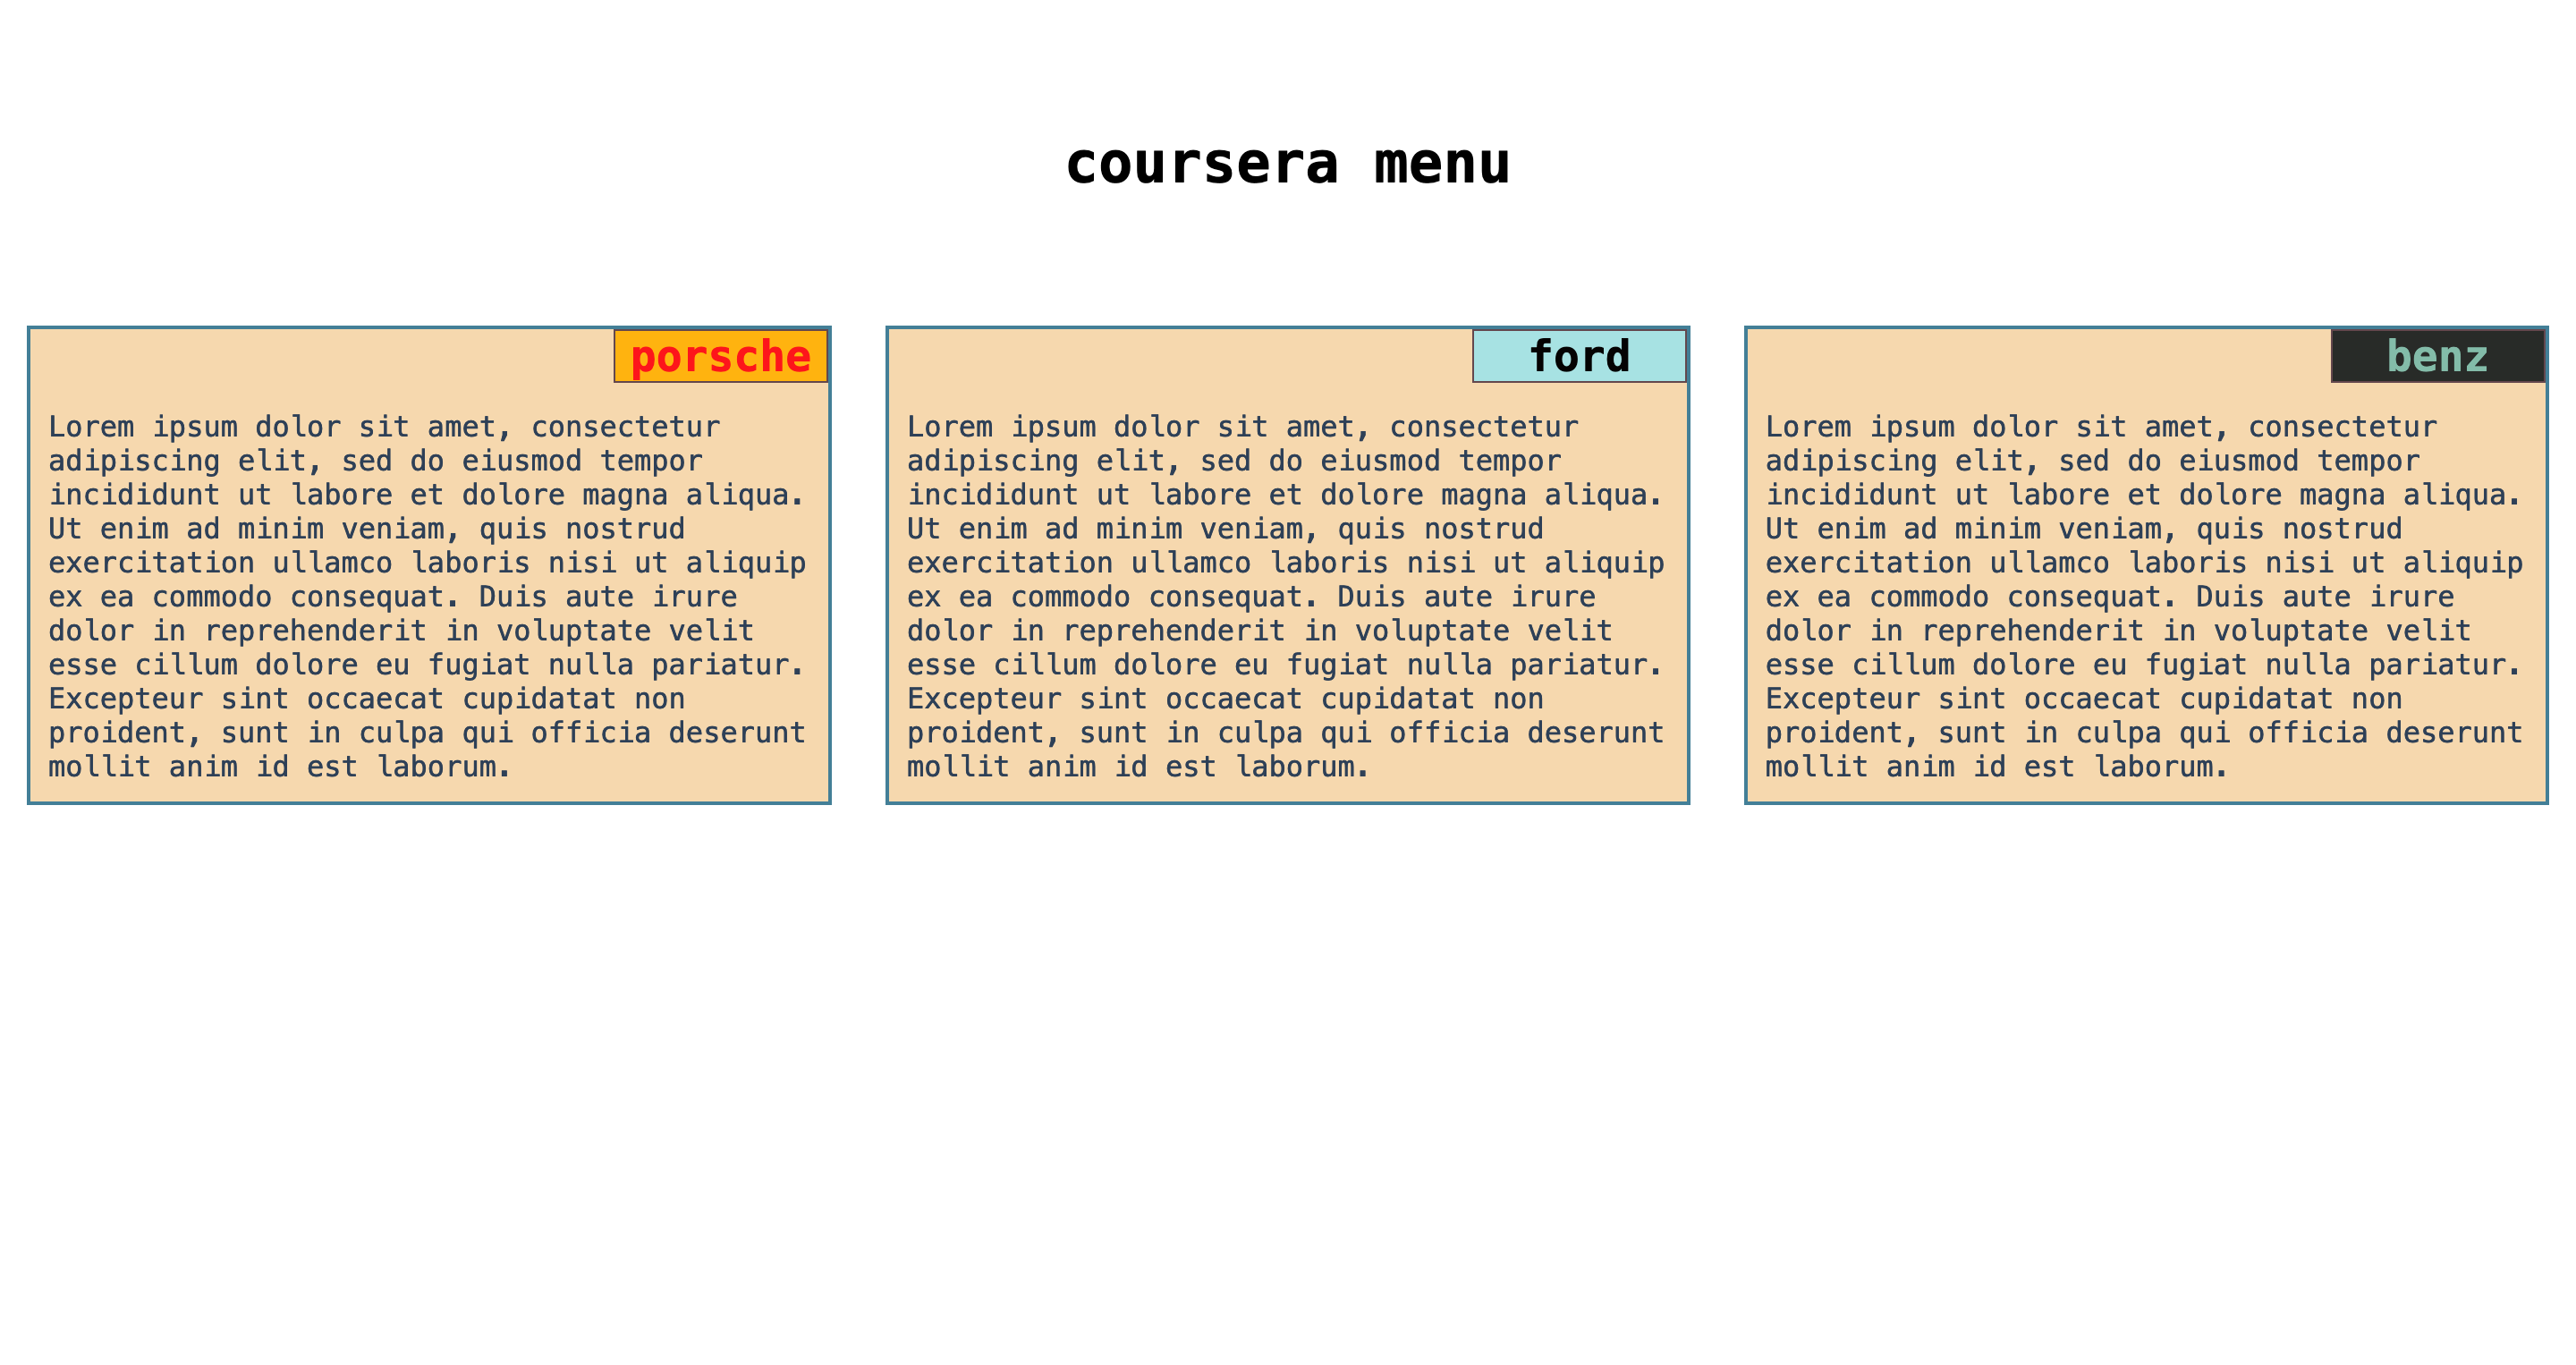 coursera menu
porsche
Lorem ipsum dolor sit amet, consectetur
adipiscing elit, sed do eiusmod tempor
incididunt ut labore et dolore magna aliqua.
Ut enim ad minim veniam, quis nostrud
exercitation ullamco laboris nisi ut aliquip
ex ea commodo consequat. Duis aute irure
dolor in reprehenderit in voluptate velit
esse cillum dolore eu fugiat nulla pariatur.
Excepteur sint occaecat cupidatat non
proident, sunt in culpa qui officia deserunt
mollit anim id est laborum.
ford
Lorem ipsum dolor sit amet, consectetur
adipiscing elit, sed do eiusmod tempor
incididunt ut labore et dolore magna aliqua.
Ut enim ad minim veniam, quis nostrud
exercitation ullamco laboris nisi ut aliquip
ex ea commodo consequat. Duis aute irure
dolor in reprehenderit in voluptate velit
esse cillum dolore eu fugiat nulla pariatur.
Excepteur sint occaecat cupidatat non
proident, sunt in culpa qui officia deserunt
mollit anim id est laborum.
benz
Lorem ipsum dolor sit amet, consectetur
adipiscing elit, sed do eiusmod tempor
incididunt ut labore et dolore magna aliqua.
Ut enim ad minim veniam, quis nostrud
exercitation ullamco laboris nisi ut aliquip
ex ea commodo consequat. Duis aute irure
dolor in reprehenderit in voluptate velit
esse cillum dolore eu fugiat nulla pariatur.
Excepteur sint occaecat cupidatat non
proident, sunt in culpa qui officia deserunt
mollit anim id est laborum.